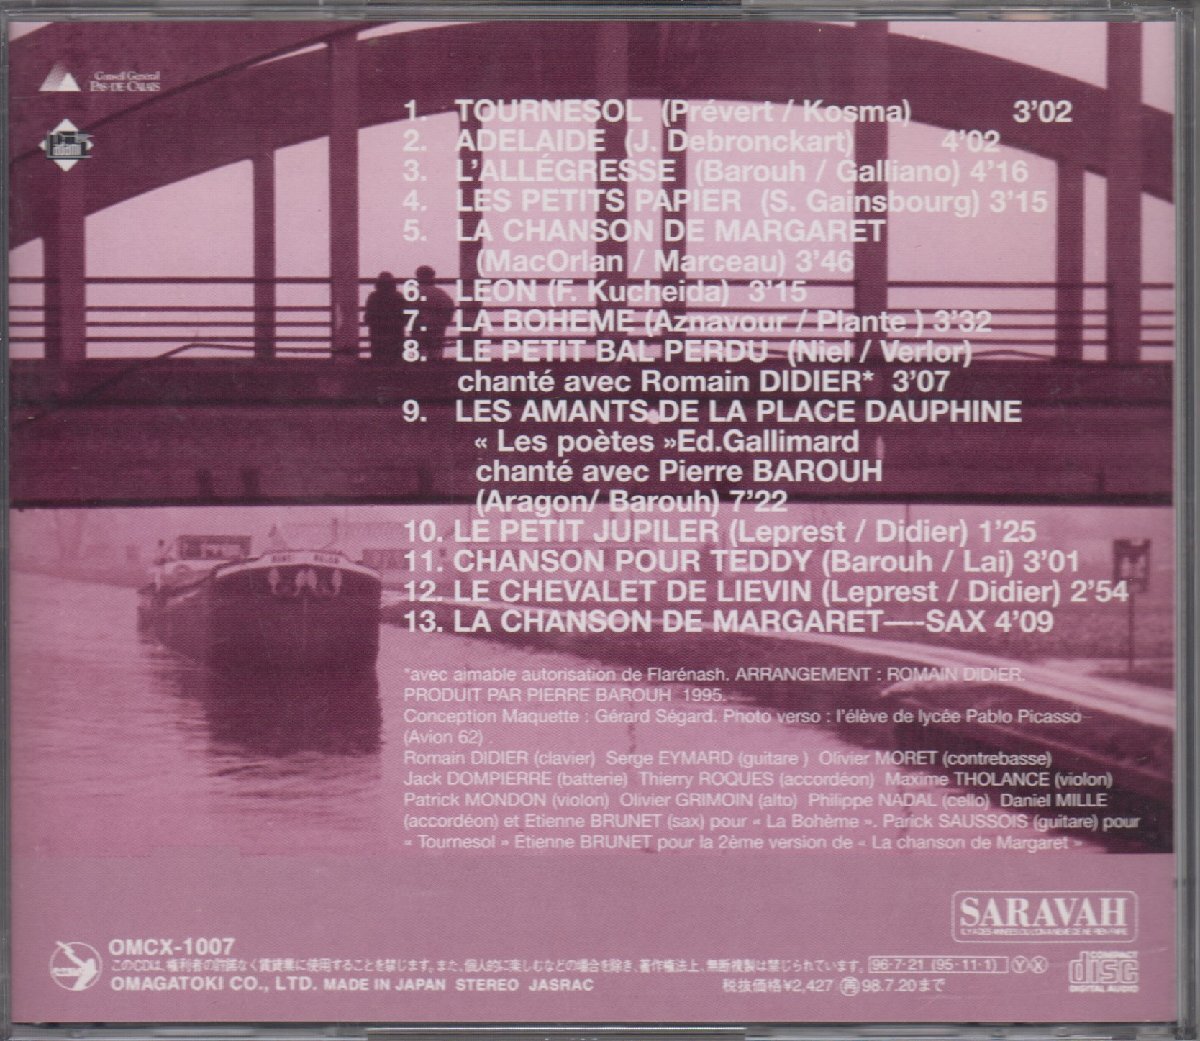 Conseil Général
PAS-DE-CALAIS
adami
1. TOURNESOL (Prévert / Kosma) 3'02
2. ADELAIDE (J. Debronckart) 4'02
3. L'ALLÉGRESSE (Barouh / Galliano) 4'16
4. LES PETITS PAPIER (S. Gainsbourg) 3'15
5. LA CHANSON DE MARGARET
(MacOrlan / Marceau) 3'46
6. LEON (F. Kucheida) 3'15
7. LA BOHEME (Aznavour / Plante ) 3'32
8. LE PETIT BAL PERDU (Niel / Verlor)
chanté avec Romain DIDIER* 3'07
9. LES AMANTS DE LA PLACE DAUPHINE
« Les poètes »Ed.Gallimard
chanté avec Pierre BAROUH
(Aragon/ Barouh) 7'22
10. LE PETIT JUPILER (Leprest / Didier) 1'25
11. CHANSON POUR TEDDY (Barouh / Lai) 3'01
12. LE CHEVALET DE LIEVIN (Leprest / Didier) 2'54
13. LA CHANSON DE MARGARET—-SAX 4'09
*avec aimable autorisation de Flarénash. ARRANGEMENT : ROMAIN DIDIER.
PRODUIT PAR PIERRE BAROUH 1995.
Conception Maquette : Gérard Ségard. Photo verso : l'élève de lycée Pablo Picasso
(Avion 62)
Romain DIDIER (clavier) Serge EYMARD (guitare ) Olivier MORET (contrebasse)
Jack DOMPIERRE (batterie) Thierry ROQUES (accordéon) Maxime THOLANCE (violon)
Patrick MONDON (violon) Olivier GRIMOIN (alto) Philippe NADAL (cello) Daniel MILLE
(accordéon) et Etienne BRUNET (sax) pour « La Bohème ». Parick SAUSSOIS (guitare) pour
« Tournesol » Etienne BRUNET pour la 2ème version de « La chanson de Margaret »
SARAVAH
IL Y A DES ANNÉES OÙ L'ON A ENVIE DE NE RIEN FAIRE
OMCX-1007
このCDは、権利者の許諾なく賃貸業に使用することを禁じます。また、個人的に楽しむなどの場合を除き、著作権法上、無断複製は禁じられています。 96-7-21 (95-11-1) Ⓨ Ⓧ
OMAGATOKI CO., LTD. MADE IN JAPAN STEREO JASRAC 税抜価格¥2,427 ㊢98.7.20まで
COMPACT
disc
DIGITAL AUDIO